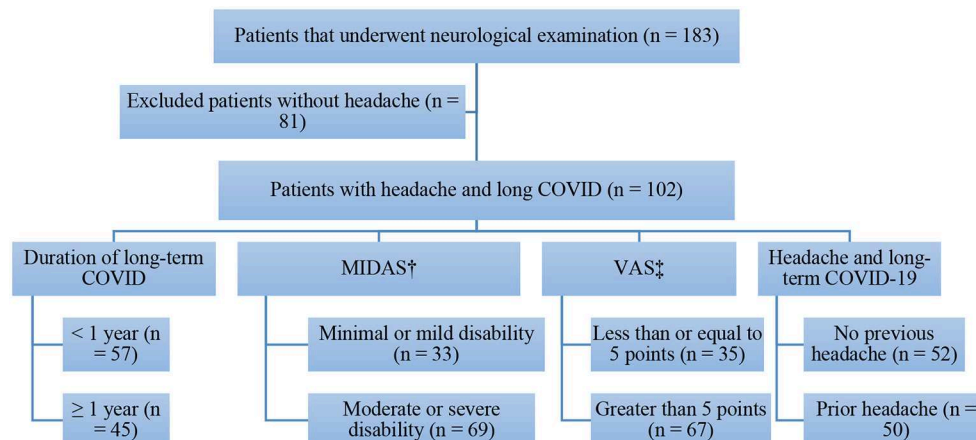 Patients that underwent neurological examination (n = 183)
Excluded patients without headache (n =
81)
Patients with headache and long COVID (n = 102)
Duration of long-term
COVID
< 1 year (n
= 57)
≥ 1 year (n
= 45)
MIDAS†
Minimal or mild disability
(n = 33)
Moderate or severe
disability (n = 69)
VAS‡
Less than or equal to
5 points (n = 35)
Greater than 5 points
(n = 67)
Headache and long-
term COVID-19
No previous
headache (n = 52)
Prior headache (n =
50)